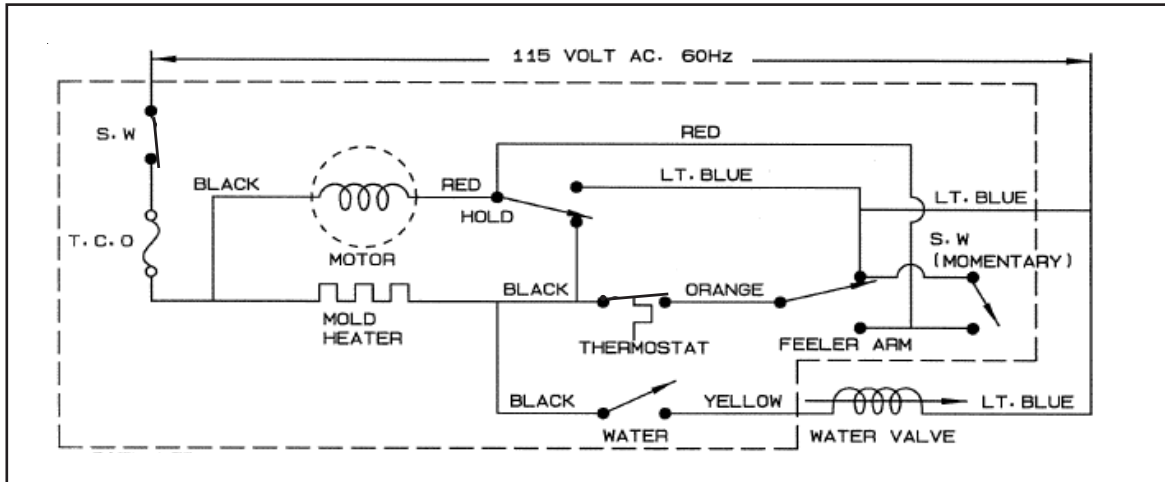 115 VOLT AC. 60Hz
S.W
RED
LT. BLUE
BLACK
RED
HOLD
LT. BLUE
T.C.O
S.W
(MOMENTARY)
MOTOR
BLACK
ORANGE
MOLD
HEATER
THERMOSTAT
FEELER ARM
BLACK
YELLOW
LT. BLUE
WATER
WATER VALVE